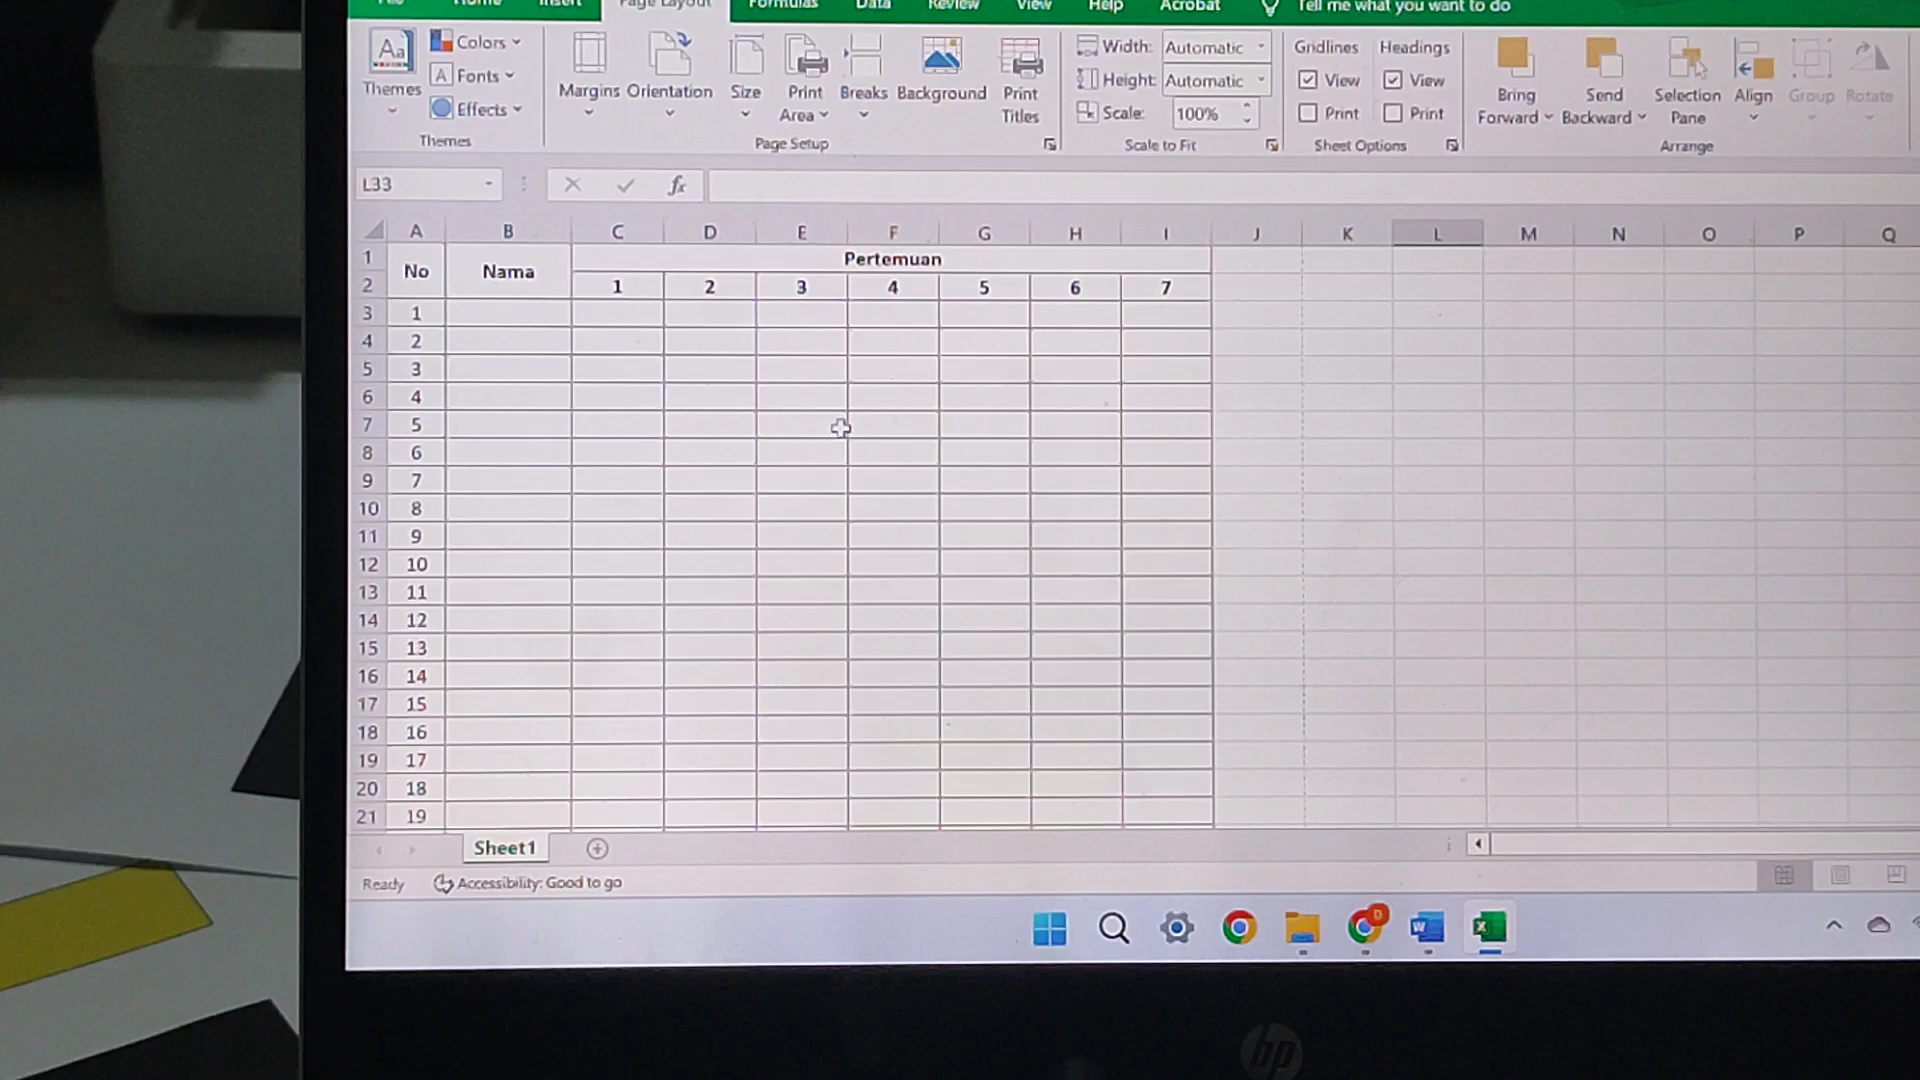 File Home Insert Page Layout Formulas Data Review View Help Acrobat Tell me what you want to do
Aa Themes
Colors
A Fonts
Effects
Themes
Margins Orientation Size Print Area Breaks Background Print Titles
Page Setup
Width: Automatic
Height: Automatic
Scale: 100%
Scale to Fit
Gridlines Headings
View View
Print Print
Sheet Options
Bring Forward Send Backward Selection Pane Align Group Rotate
Arrange
L33 fx
A B C D E F G H I J K L M N O P Q
1 No Nama Pertemuan
2 1 2 3 4 5 6 7
3 1
4 2
5 3
6 4
7 5
8 6
9 7
10 8
11 9
12 10
13 11
14 12
15 13
16 14
17 15
18 16
19 17
20 18
21 19
Sheet1
Ready Accessibility: Good to go
D W X
hp